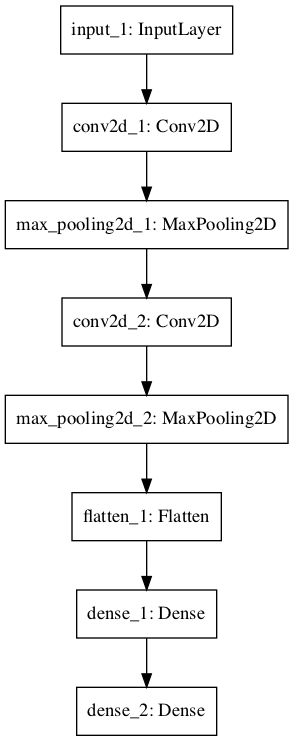 input_1: InputLayer
conv2d_1: Conv2D
max_pooling2d_1: MaxPooling2D
conv2d_2: Conv2D
max_pooling2d_2: MaxPooling2D
flatten_1: Flatten
dense_1: Dense
dense_2: Dense